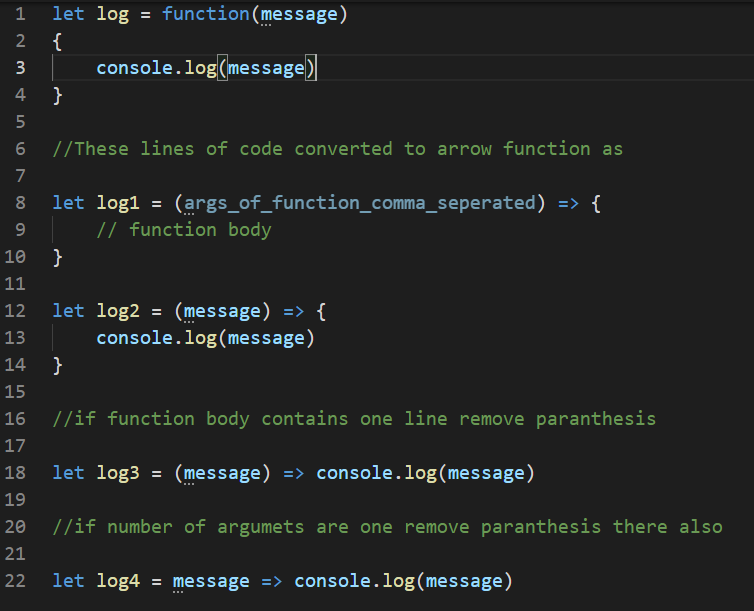 1 let log = function(message)
2 {
3 console.log(message)
4 }
5
6 //These lines of code converted to arrow function as
7
8 let log1 = (args_of_function_comma_seperated) => {
9 // function body
10 }
11
12 let log2 = (message) => {
13 console.log(message)
14 }
15
16 //if function body contains one line remove paranthesis
17
18 let log3 = (message) => console.log(message)
19
20 //if number of argumets are one remove paranthesis there also
21
22 let log4 = message => console.log(message)